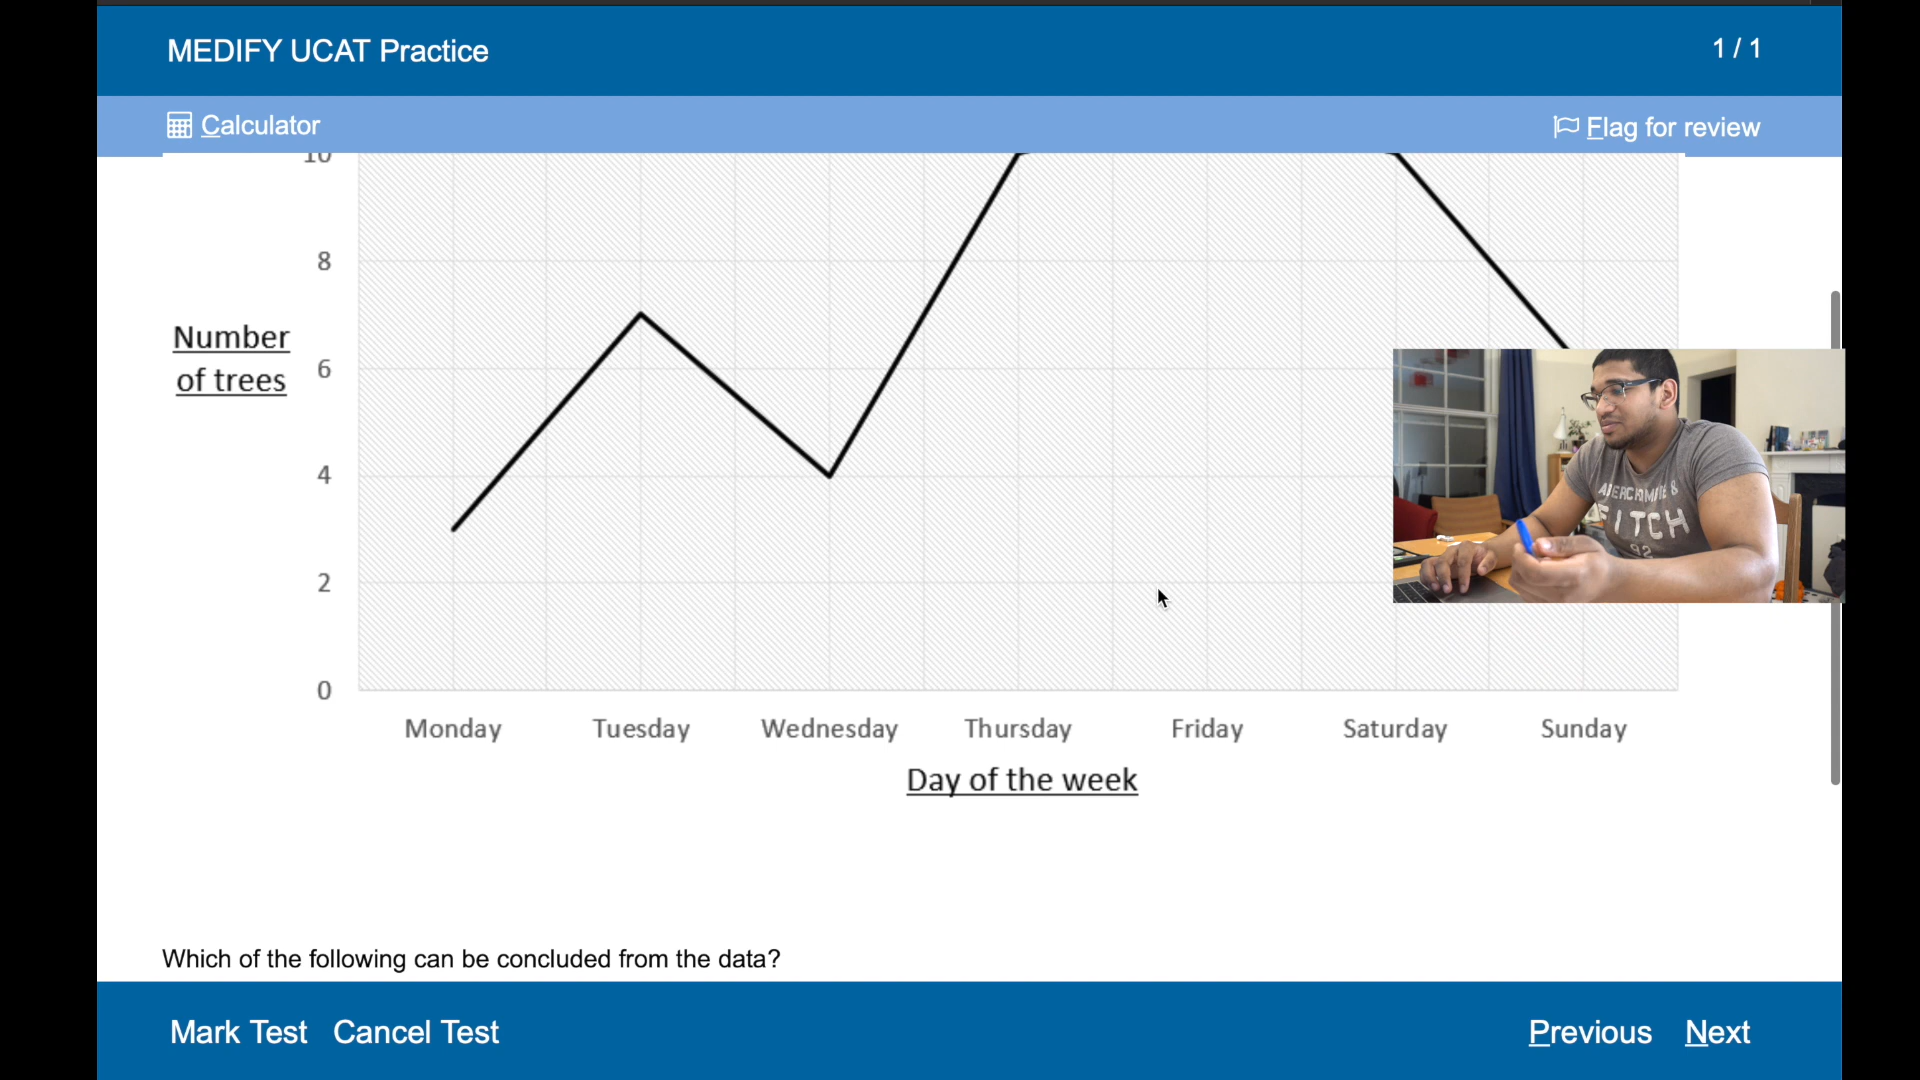 MEDIFY UCAT Practice
1 / 1
Calculator
Flag for review
10
8
Number
of trees
6
4
2
0
Monday Tuesday Wednesday Thursday Friday Saturday Sunday
Day of the week
FITCH
92
Which of the following can be concluded from the data?
Mark Test Cancel Test
Previous Next